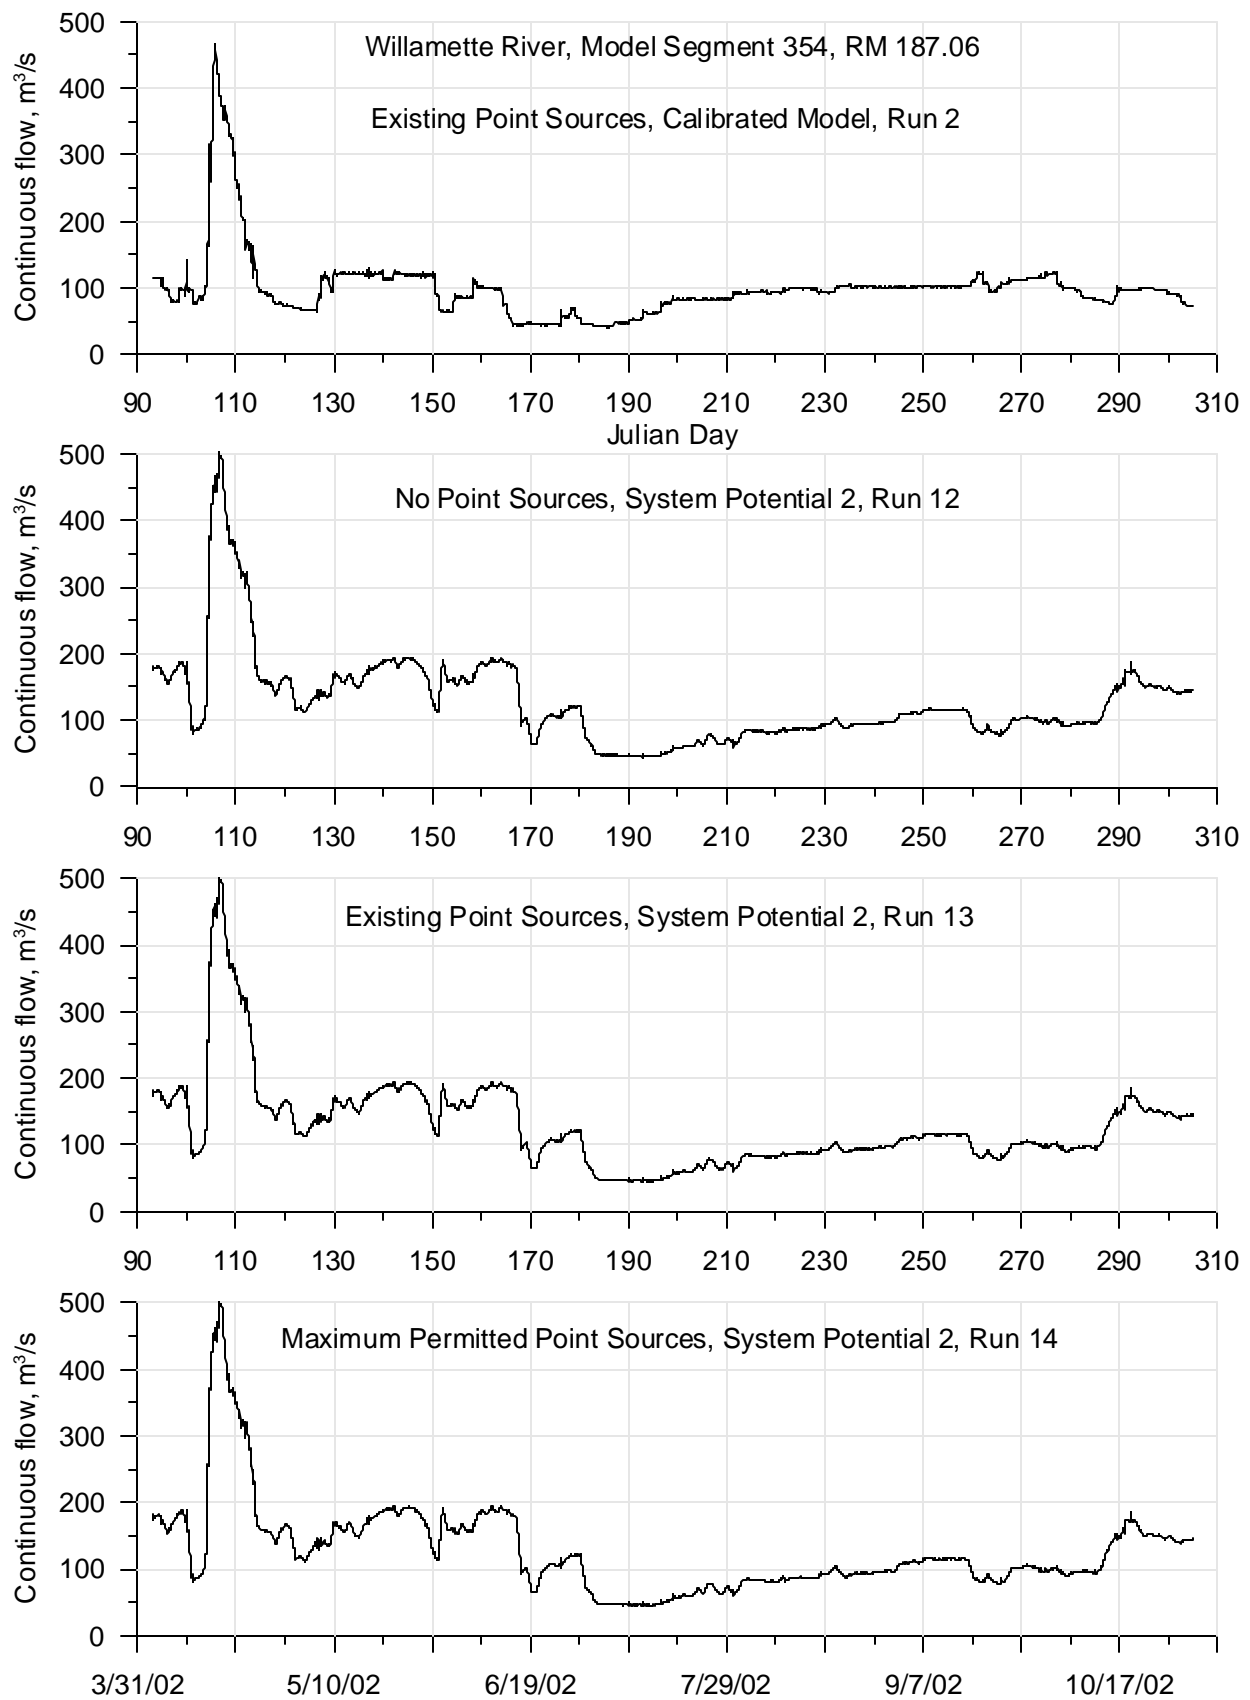 Willamette River, Model Segment 354, RM 187.06
Existing Point Sources, Calibrated Model, Run 2
Continuous flow, m³/s
500
400
300
200
100
0
90 110 130 150 170 190 210 230 250 270 290 310
Julian Day
No Point Sources, System Potential 2, Run 12
Continuous flow, m³/s
500
400
300
200
100
0
90 110 130 150 170 190 210 230 250 270 290 310
Existing Point Sources, System Potential 2, Run 13
Continuous flow, m³/s
500
400
300
200
100
0
90 110 130 150 170 190 210 230 250 270 290 310
Maximum Permitted Point Sources, System Potential 2, Run 14
Continuous flow, m³/s
500
400
300
200
100
0
3/31/02 5/10/02 6/19/02 7/29/02 9/7/02 10/17/02